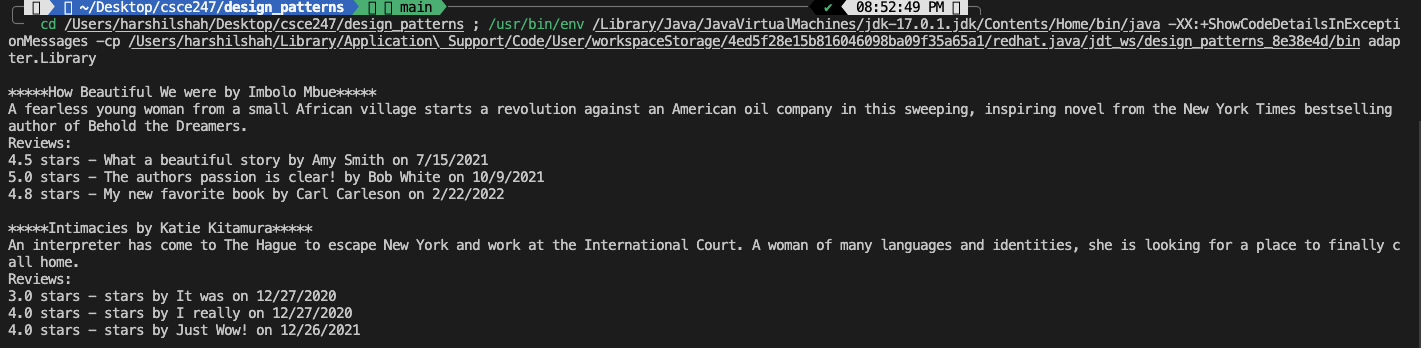 ~/Desktop/csce247/design_patterns main ✔ 08:52:49 PM
cd /Users/harshilshah/Desktop/csce247/design_patterns ; /usr/bin/env /Library/Java/JavaVirtualMachines/jdk-17.0.1.jdk/Contents/Home/bin/java -XX:+ShowCodeDetailsInExcepti
onMessages -cp /Users/harshilshah/Library/Application\ Support/Code/User/workspaceStorage/4ed5f28e15b816046098ba09f35a65a1/redhat.java/jdt_ws/design_patterns_8e38e4d/bin adap
ter.Library
*****How Beautiful We were by Imbolo Mbue*****
A fearless young woman from a small African village starts a revolution against an American oil company in this sweeping, inspiring novel from the New York Times bestselling
author of Behold the Dreamers.
Reviews:
4.5 stars - What a beautiful story by Amy Smith on 7/15/2021
5.0 stars - The authors passion is clear! by Bob White on 10/9/2021
4.8 stars - My new favorite book by Carl Carleson on 2/22/2022
*****Intimacies by Katie Kitamura*****
An interpreter has come to The Hague to escape New York and work at the International Court. A woman of many languages and identities, she is looking for a place to finally c
all home.
Reviews:
3.0 stars - stars by It was on 12/27/2020
4.0 stars - stars by I really on 12/27/2020
4.0 stars - stars by Just Wow! on 12/26/2021